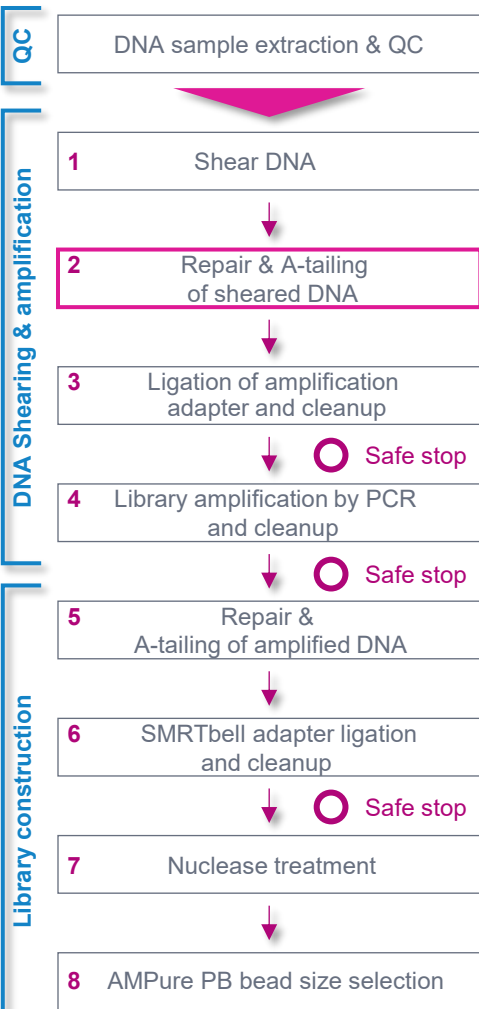 QC
DNA sample extraction & QC
DNA Shearing & amplification
1 Shear DNA
2 Repair & A-tailing
of sheared DNA
3 Ligation of amplification
adapter and cleanup
Safe stop
4 Library amplification by PCR
and cleanup
Safe stop
Library construction
5 Repair &
A-tailing of amplified DNA
6 SMRTbell adapter ligation
and cleanup
Safe stop
7 Nuclease treatment
8 AMPure PB bead size selection